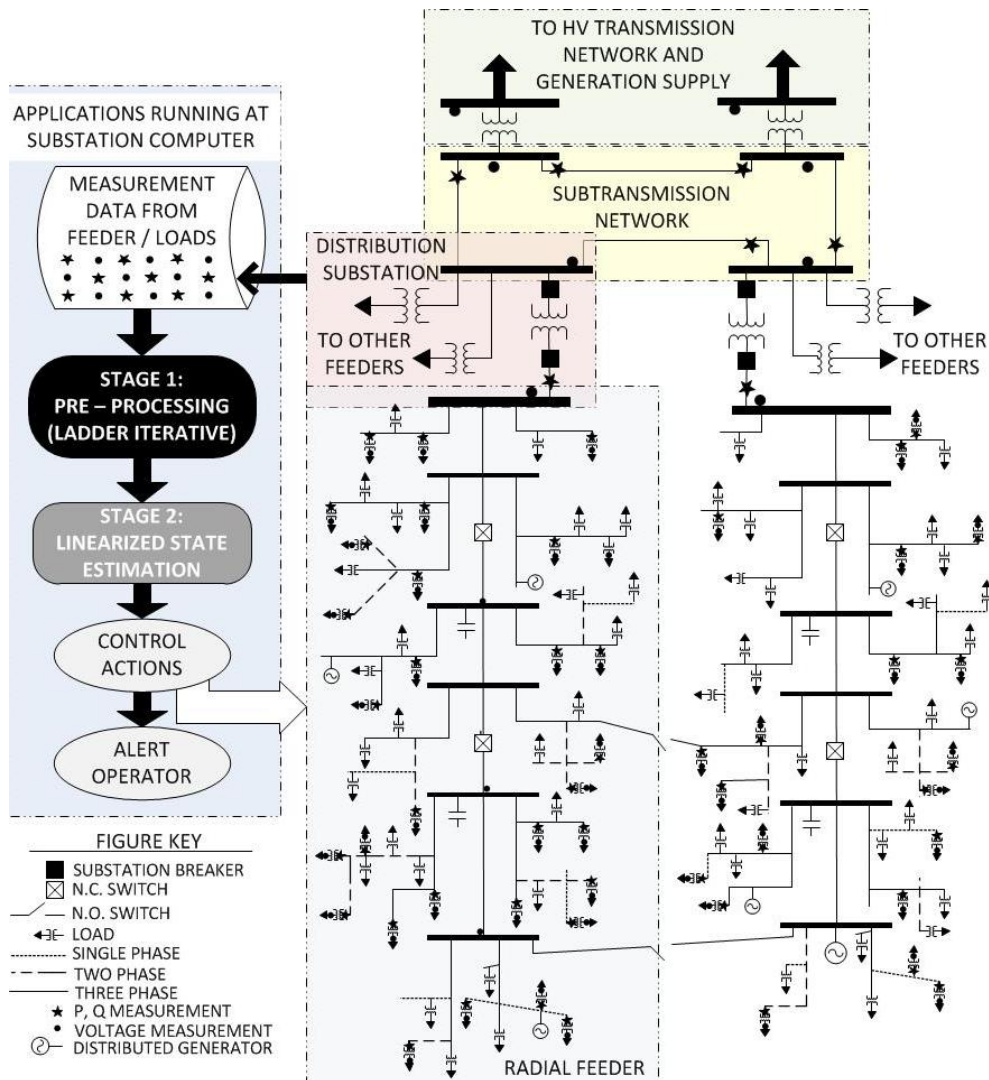 TO HV TRANSMISSION
NETWORK AND
GENERATION SUPPLY
APPLICATIONS RUNNING AT
SUBSTATION COMPUTER
MEASUREMENT
DATA FROM
FEEDER / LOADS
SUBTRANSMISSION
NETWORK
DISTRIBUTION
SUBSTATION
TO OTHER
FEEDERS
TO OTHER
FEEDERS
STAGE 1:
PRE – PROCESSING
(LADDER ITERATIVE)
STAGE 2:
LINEARIZED STATE
ESTIMATION
CONTROL
ACTIONS
ALERT
OPERATOR
FIGURE KEY
SUBSTATION BREAKER
N.C. SWITCH
N.O. SWITCH
LOAD
SINGLE PHASE
TWO PHASE
THREE PHASE
P, Q MEASUREMENT
VOLTAGE MEASUREMENT
DISTRIBUTED GENERATOR
RADIAL FEEDER